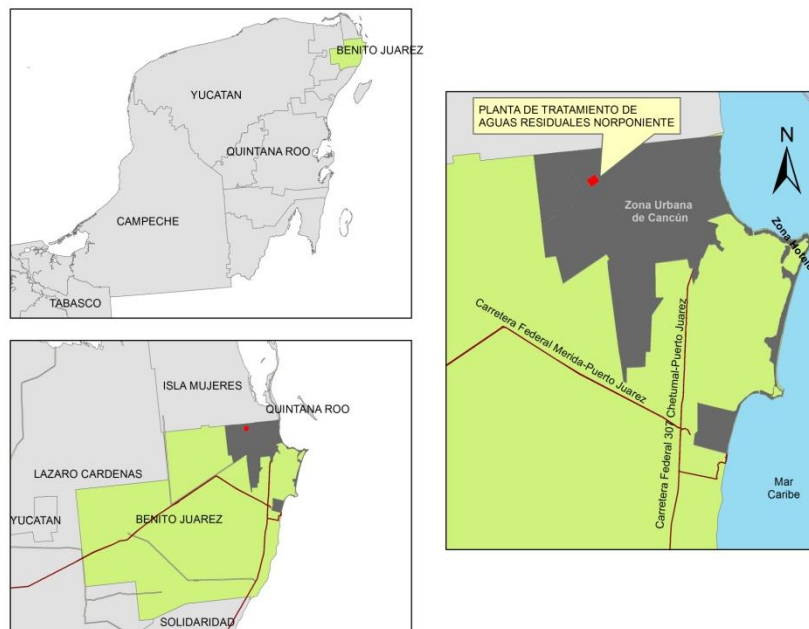 BENITO JUAREZ
YUCATAN
QUINTANA ROO
CAMPECHE
TABASCO
ISLA MUJERES
QUINTANA ROO
LAZARO CARDENAS
YUCATAN
BENITO JUAREZ
SOLIDARIDAD
PLANTA DE TRATAMIENTO DE
AGUAS RESIDUALES NORPONIENTE
N
Zona Urbana
de Cancún
Carretera Federal Merida-Puerto Juarez
Carretera Federal 307 Chetumal-Puerto Juarez
Mar
Caribe